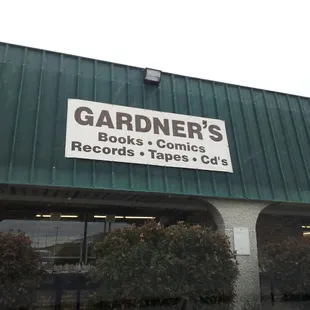 GARDNER'S
Books • Comics
Records • Tapes • Cd's